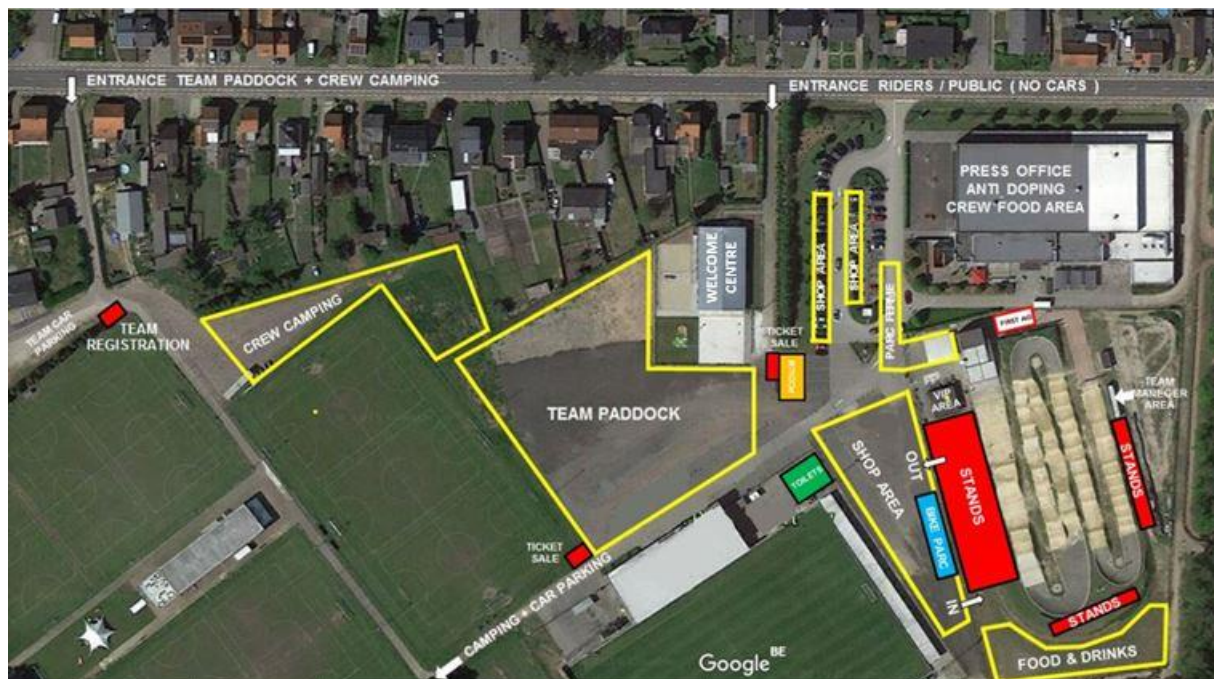 ENTRANCE TEAM PADDOCK + CREW CAMPING
ENTRANCE RIDERS / PUBLIC ( NO CARS )
PRESS OFFICE
ANTI DOPING
CREW FOOD AREA
WELCOME
CENTRE
SHOP AREA
SHOP AREA
PARC FERME
FIRST AID
CREW CAMPING
TEAM CAR
PARKING
TEAM
REGISTRATION
TICKET
SALE
PODIUM
VIP
AREA
TEAM
MANEGER
AREA
TEAM PADDOCK
TOILETS
SHOP AREA
OUT
STANDS
BIKE PARC
IN
STANDS
STANDS
TICKET
SALE
CAMPING + CAR PARKING
FOOD & DRINKS
Google
BE